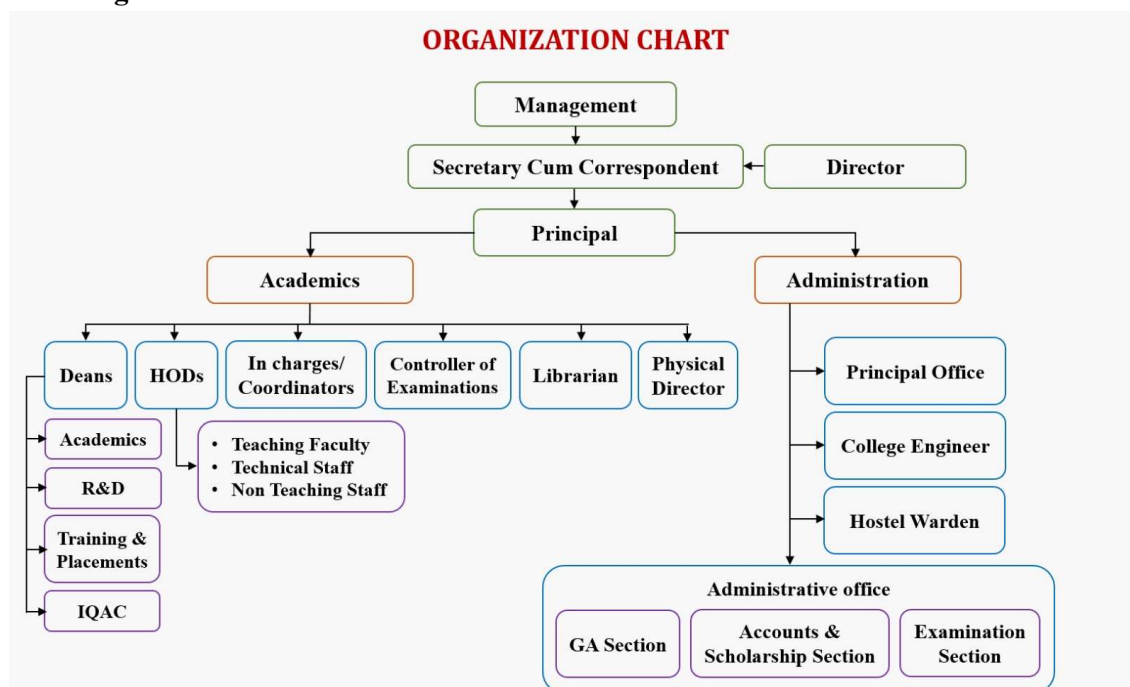 ORGANIZATION CHART
Management
Secretary Cum Correspondent
Director
Principal
Academics
Administration
Deans
HODs
In charges/
Coordinators
Controller of
Examinations
Librarian
Physical
Director
Principal Office
Academics
• Teaching Faculty
• Technical Staff
• Non Teaching Staff
College Engineer
R&D
Hostel Warden
Training &
Placements
IQAC
Administrative office
GA Section
Accounts &
Scholarship Section
Examination
Section